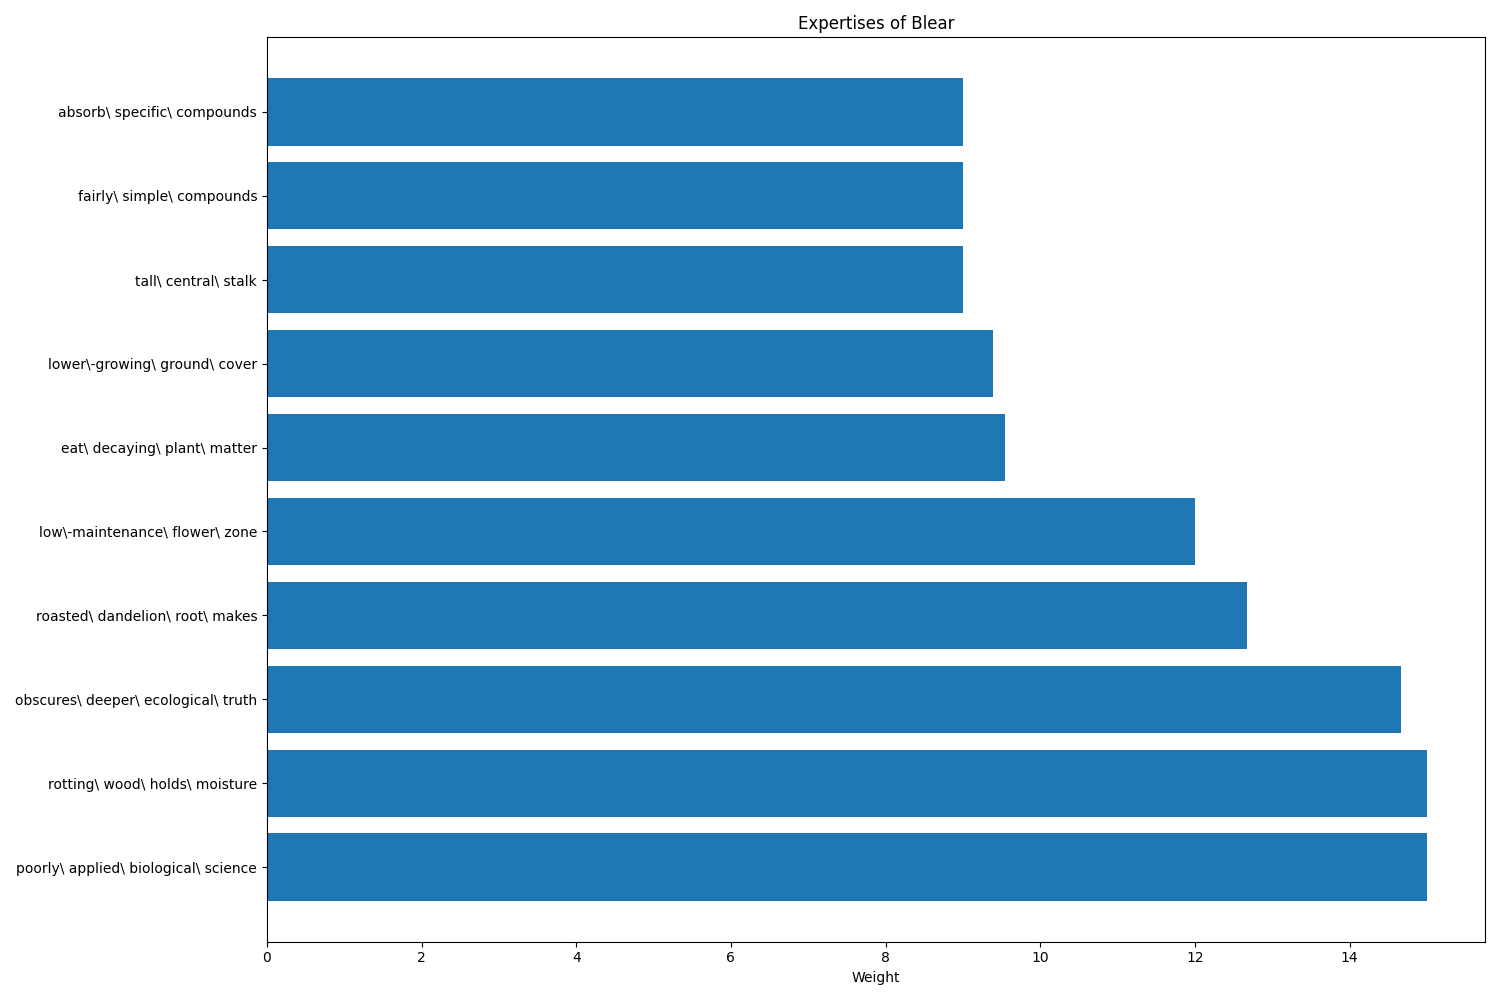 Expertises of Blear
absorb\ specific\ compounds
fairly\ simple\ compounds
tall\ central\ stalk
lower\-growing\ ground\ cover
eat\ decaying\ plant\ matter
low\-maintenance\ flower\ zone
roasted\ dandelion\ root\ makes
obscures\ deeper\ ecological\ truth
rotting\ wood\ holds\ moisture
poorly\ applied\ biological\ science
0 2 4 6 8 10 12 14
Weight